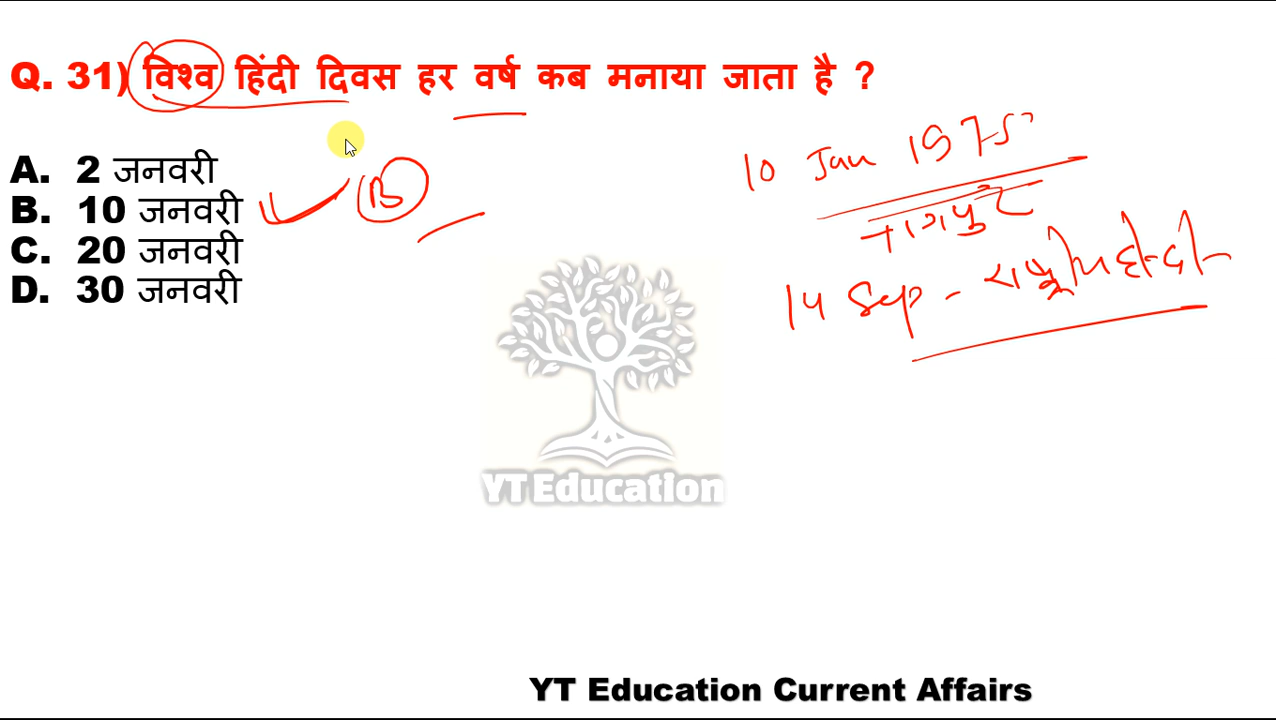 Q. 31) विश्व हिंदी दिवस हर वर्ष कब मनाया जाता है ?
A. 2 जनवरी
B. 10 जनवरी
B
C. 20 जनवरी
D. 30 जनवरी
10 Jan 1975
नागपुर
14 Sep - राष्ट्रीय हिन्दी
YT Education
YT Education Current Affairs